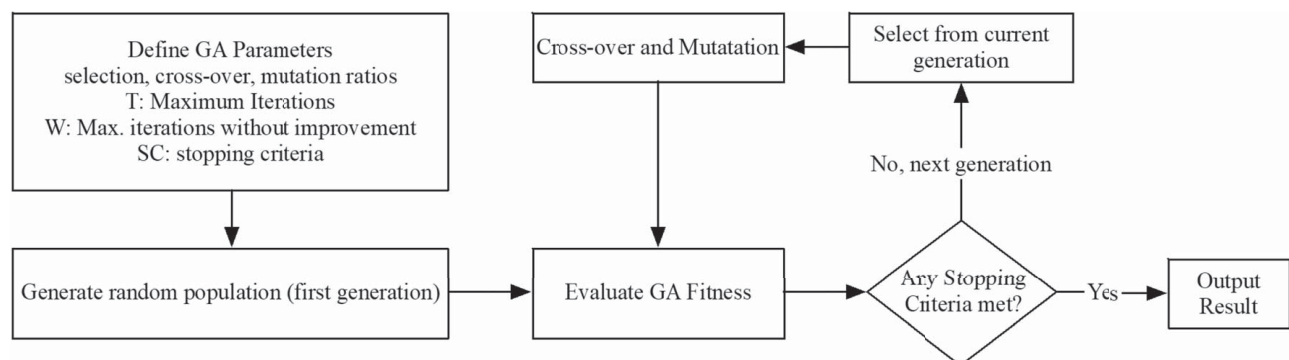 Define GA Parameters
selection, cross-over, mutation ratios
T: Maximum Iterations
W: Max. iterations without improvement
SC: stopping criteria
Generate random population (first generation)
Cross-over and Mutatation
Select from current
generation
No, next generation
Evaluate GA Fitness
Any Stopping
Criteria met?
Yes
Output
Result